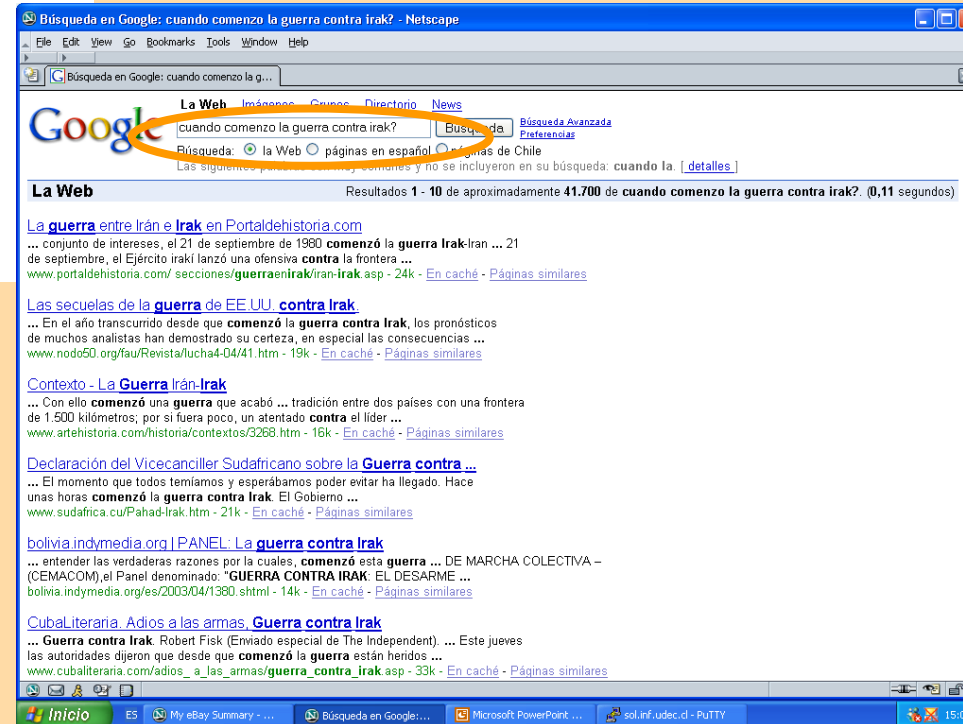 Búsqueda en Google: cuando comenzo la guerra contra irak? - Netscape
File Edit View Go Bookmarks Tools Window Help
Búsqueda en Google: cuando comenzo la g...
La Web Imágenes Grupos Directorio News
Google cuando comenzo la guerra contra irak? Búsqueda Búsqueda Avanzada
Preferencias
Búsqueda: la Web páginas en español páginas de Chile
Las siguientes palabras son muy comunes y no se incluyeron en su búsqueda: cuando la. [ detalles ]
La Web Resultados 1 - 10 de aproximadamente 41.700 de cuando comenzo la guerra contra irak?. (0,11 segundos)
La guerra entre Irán e Irak en Portaldehistoria.com
... conjunto de intereses, el 21 de septiembre de 1980 comenzó la guerra Irak-Iran ... 21
de septiembre, el Ejército irakí lanzó una ofensiva contra la frontera ...
www.portaldehistoria.com/ secciones/guerraenirak/iran-irak.asp - 24k - En caché - Páginas similares
Las secuelas de la guerra de EE.UU. contra Irak.
... En el año transcurrido desde que comenzó la guerra contra Irak, los pronósticos
de muchos analistas han demostrado su certeza, en especial las consecuencias ...
www.nodo50.org/fau/Revista/lucha4-04/41.htm - 19k - En caché - Páginas similares
Contexto - La Guerra Irán-Irak
... Con ello comenzó una guerra que acabó ... tradición entre dos países con una frontera
de 1.500 kilómetros; por si fuera poco, un atentado contra el líder ...
www.artehistoria.com/historia/contextos/3268.htm - 16k - En caché - Páginas similares
Declaración del Vicecanciller Sudafricano sobre la Guerra contra ...
... El momento que todos temíamos y esperábamos poder evitar ha llegado. Hace
unas horas comenzó la guerra contra Irak. El Gobierno ...
www.sudafrica.cu/Pahad-Irak.htm - 21k - En caché - Páginas similares
bolivia.indymedia.org | PANEL: La guerra contra Irak
... entender las verdaderas razones por la cuales, comenzó esta guerra ... DE MARCHA COLECTIVA –
(CEMACOM),el Panel denominado: "GUERRA CONTRA IRAK: EL DESARME ...
bolivia.indymedia.org/es/2003/04/1380.shtml - 14k - En caché - Páginas similares
CubaLiteraria. Adios a las armas, Guerra contra Irak
... Guerra contra Irak. Robert Fisk (Enviado especial de The Independent). ... Este jueves
las autoridades dijeron que desde que comenzó la guerra están heridos ...
www.cubaliteraria.com/adios_ a_las_armas/guerra_contra_irak.asp - 33k - En caché - Páginas similares
Inicio ES My eBay Summary - ... Búsqueda en Google:... Microsoft PowerPoint ... sol.inf.udec.cl - PuTTY